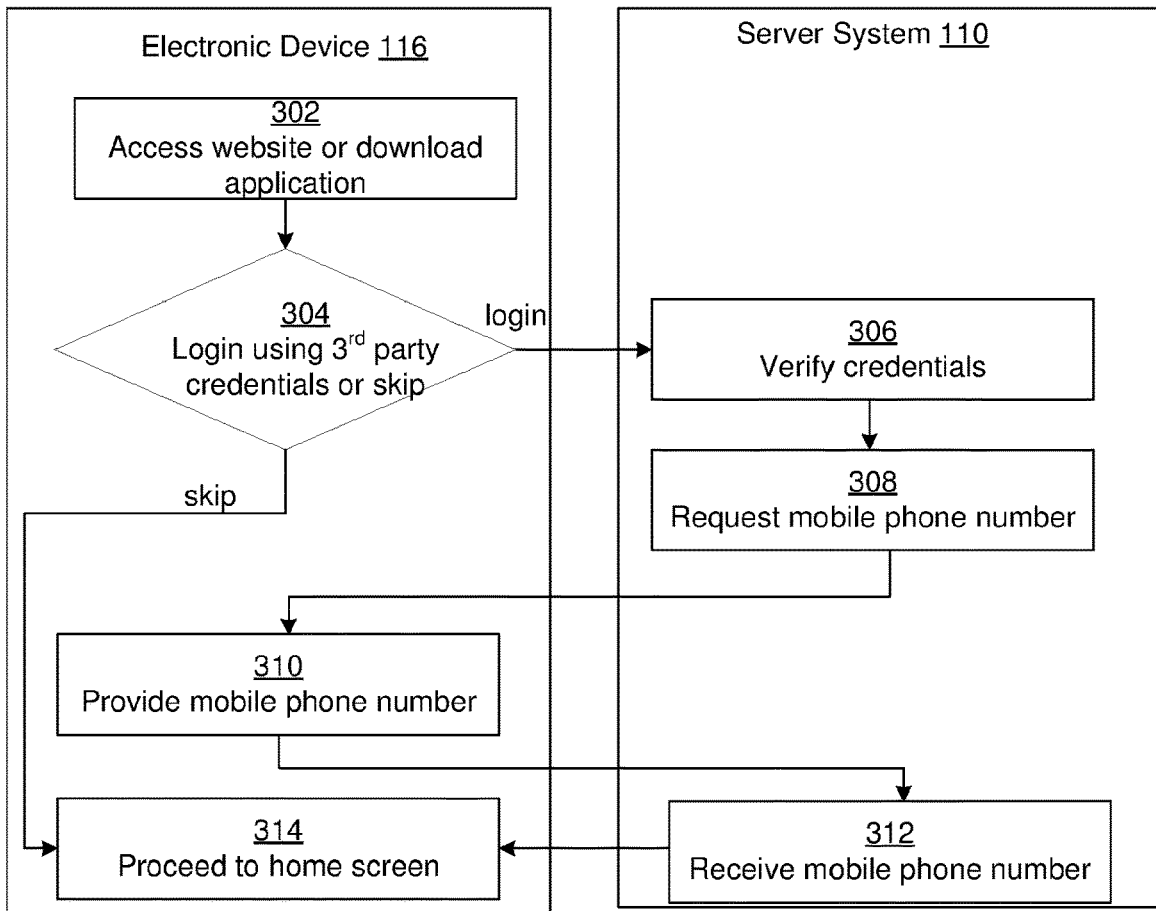 Electronic Device 116
Server System 110
302
Access website or download
application
304
Login using 3rd party
credentials or skip
login
306
Verify credentials
308
Request mobile phone number
skip
310
Provide mobile phone number
314
Proceed to home screen
312
Receive mobile phone number